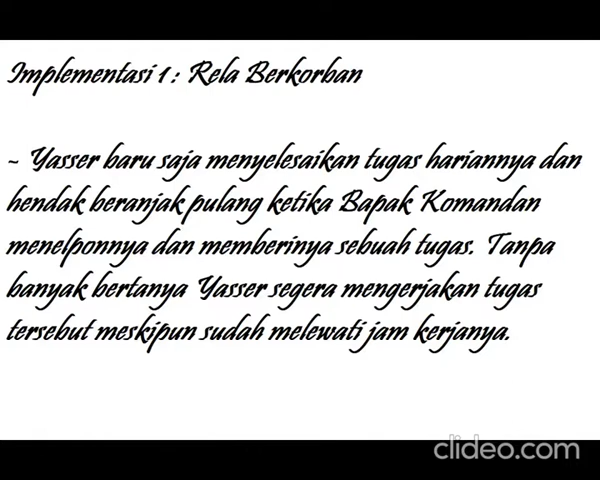 Implementasi 1 : Rela Berkorban
~ Yasser baru saja menyelesaikan tugas hariannya dan
hendak beranjak pulang ketika Bapak Komandan
menelponnya dan memberinya sebuah tugas. Tanpa
banyak bertanya Yasser segera mengerjakan tugas
tersebut meskipun sudah melewati jam kerjanya.
clideo.com